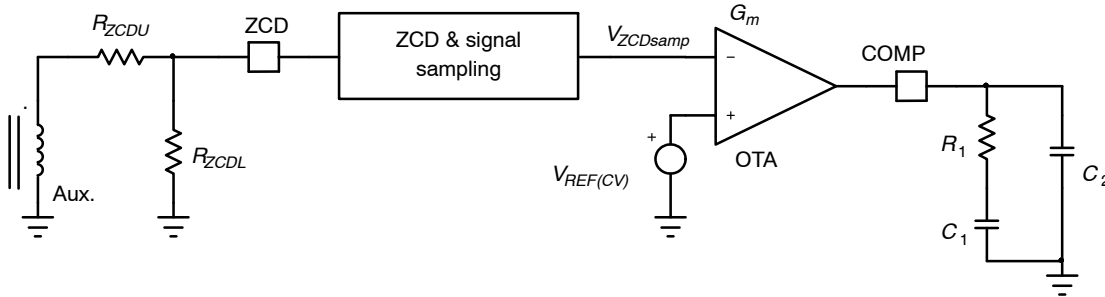 R_ZCDU
ZCD
ZCD & signal
sampling
V_ZCDsamp
G_m
COMP
−
+
OTA
+
V_REF(CV)
R_ZCDL
Aux.
R_1
C_1
C_2